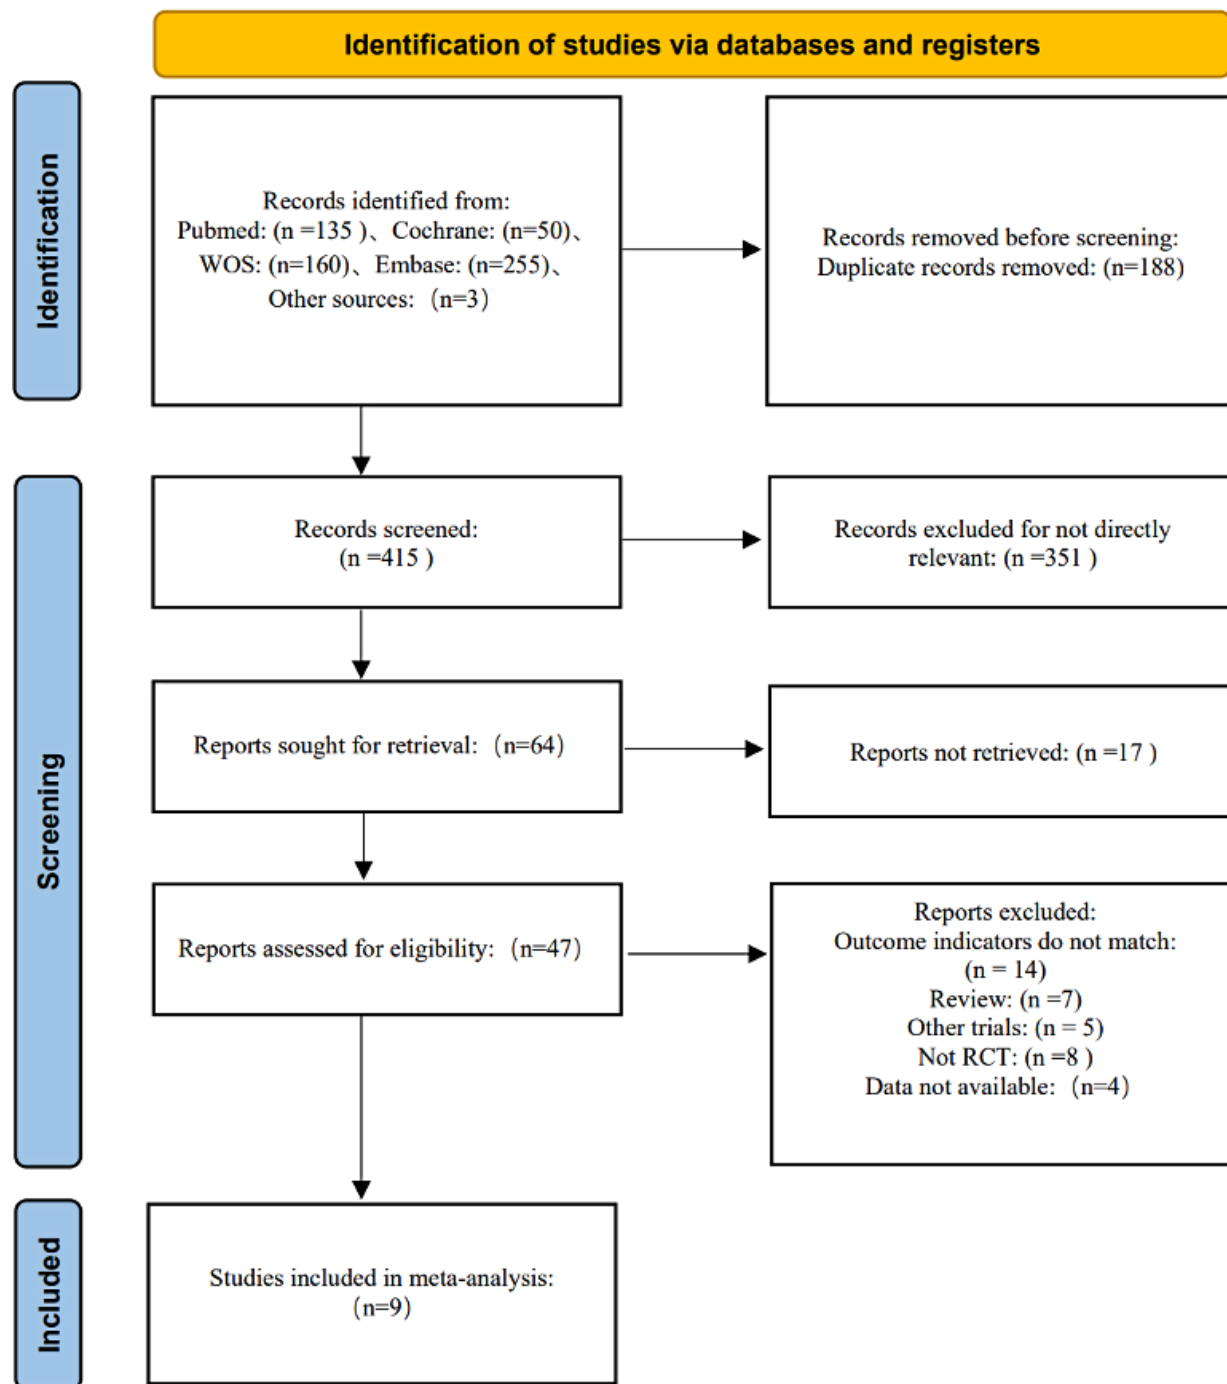 Identification of studies via databases and registers
Identification
Records identified from:
Pubmed: (n =135 )、Cochrane: (n=50)、
WOS: (n=160)、Embase: (n=255)、
Other sources:（n=3）
Records removed before screening:
Duplicate records removed: (n=188)
Screening
Records screened:
(n =415 )
Records excluded for not directly
relevant: (n =351 )
Reports sought for retrieval:（n=64）
Reports not retrieved: (n =17 )
Reports assessed for eligibility:（n=47）
Reports excluded:
Outcome indicators do not match:
(n = 14)
Review: (n =7)
Other trials: (n = 5)
Not RCT: (n =8 )
Data not available:（n=4）
Included
Studies included in meta-analysis:
（n=9）